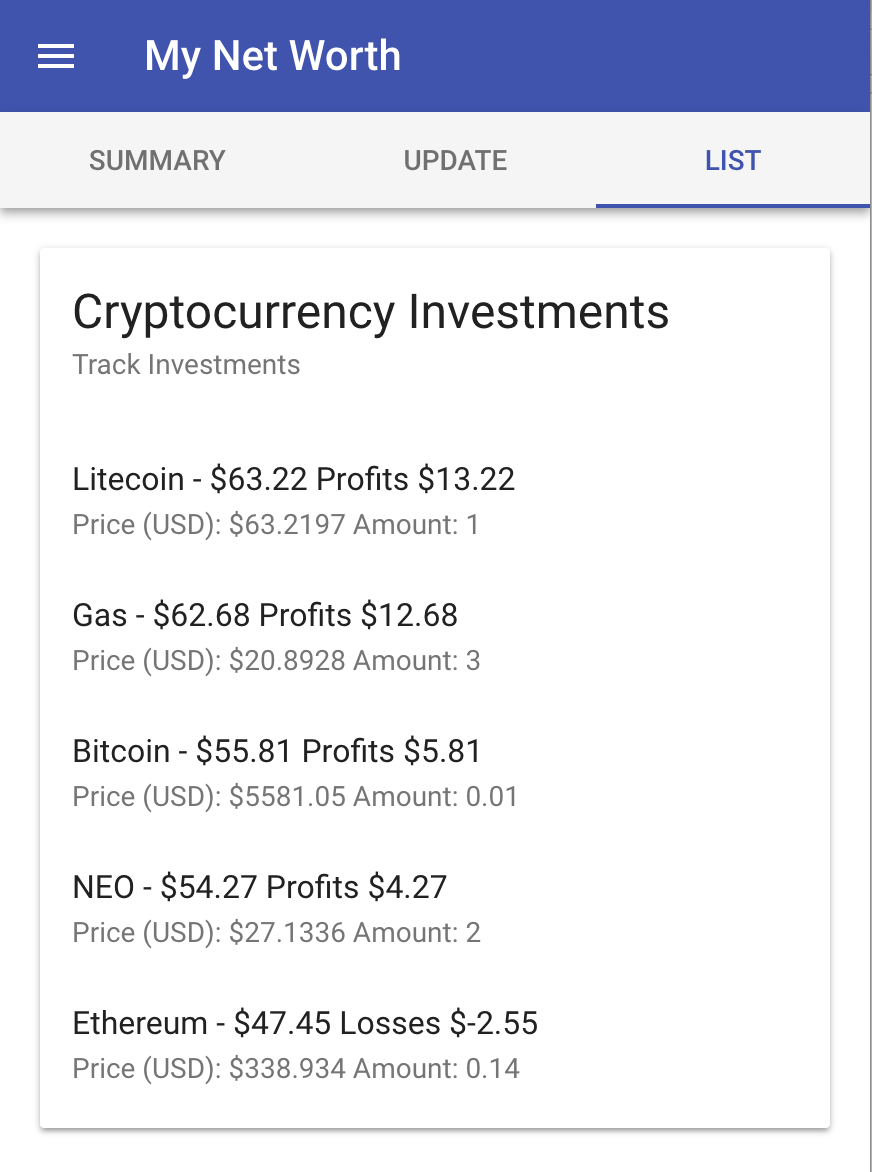 My Net Worth
SUMMARY UPDATE LIST
Cryptocurrency Investments
Track Investments
Litecoin - $63.22 Profits $13.22
Price (USD): $63.2197 Amount: 1
Gas - $62.68 Profits $12.68
Price (USD): $20.8928 Amount: 3
Bitcoin - $55.81 Profits $5.81
Price (USD): $5581.05 Amount: 0.01
NEO - $54.27 Profits $4.27
Price (USD): $27.1336 Amount: 2
Ethereum - $47.45 Losses $-2.55
Price (USD): $338.934 Amount: 0.14